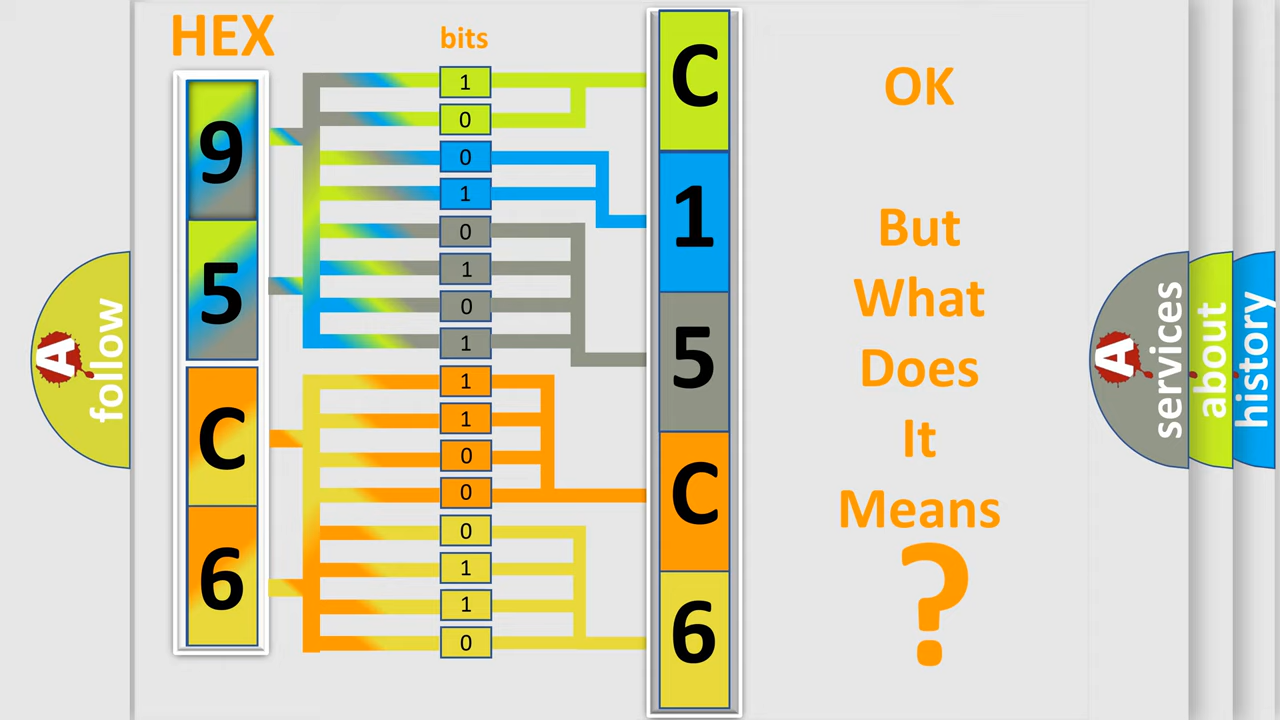 HEX
bits
9
5
C
6
1
0
0
1
0
1
0
1
1
1
0
0
0
1
1
0
C
1
5
C
6
OK
But
What
Does
It
Means
?
A
follow
A
services
about
history